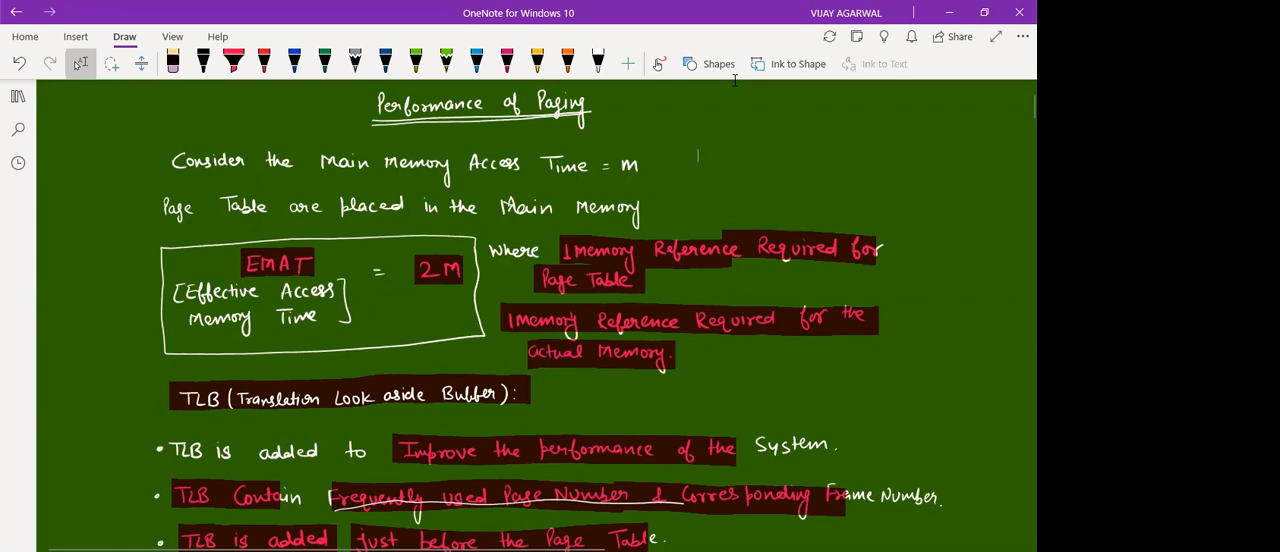 OneNote for Windows 10
VIJAY AGARWAL
Home Insert Draw View Help
Share
Shapes Ink to Shape Ink to Text
Performance of Paging
Consider the Main Memory Access Time = m
Page Table are placed in the Main Memory
EMAT = 2M
[Effective Access Memory Time]
Where 1 Memory Reference Required for
Page Table
1 Memory Reference Required for the
actual Memory.
TLB (Translation Look aside Buffer):
• TLB is added to Improve the performance of the System.
• TLB Contain Frequently used Page Number & Corresponding Frame Number.
• TLB is added just before the Page Table.